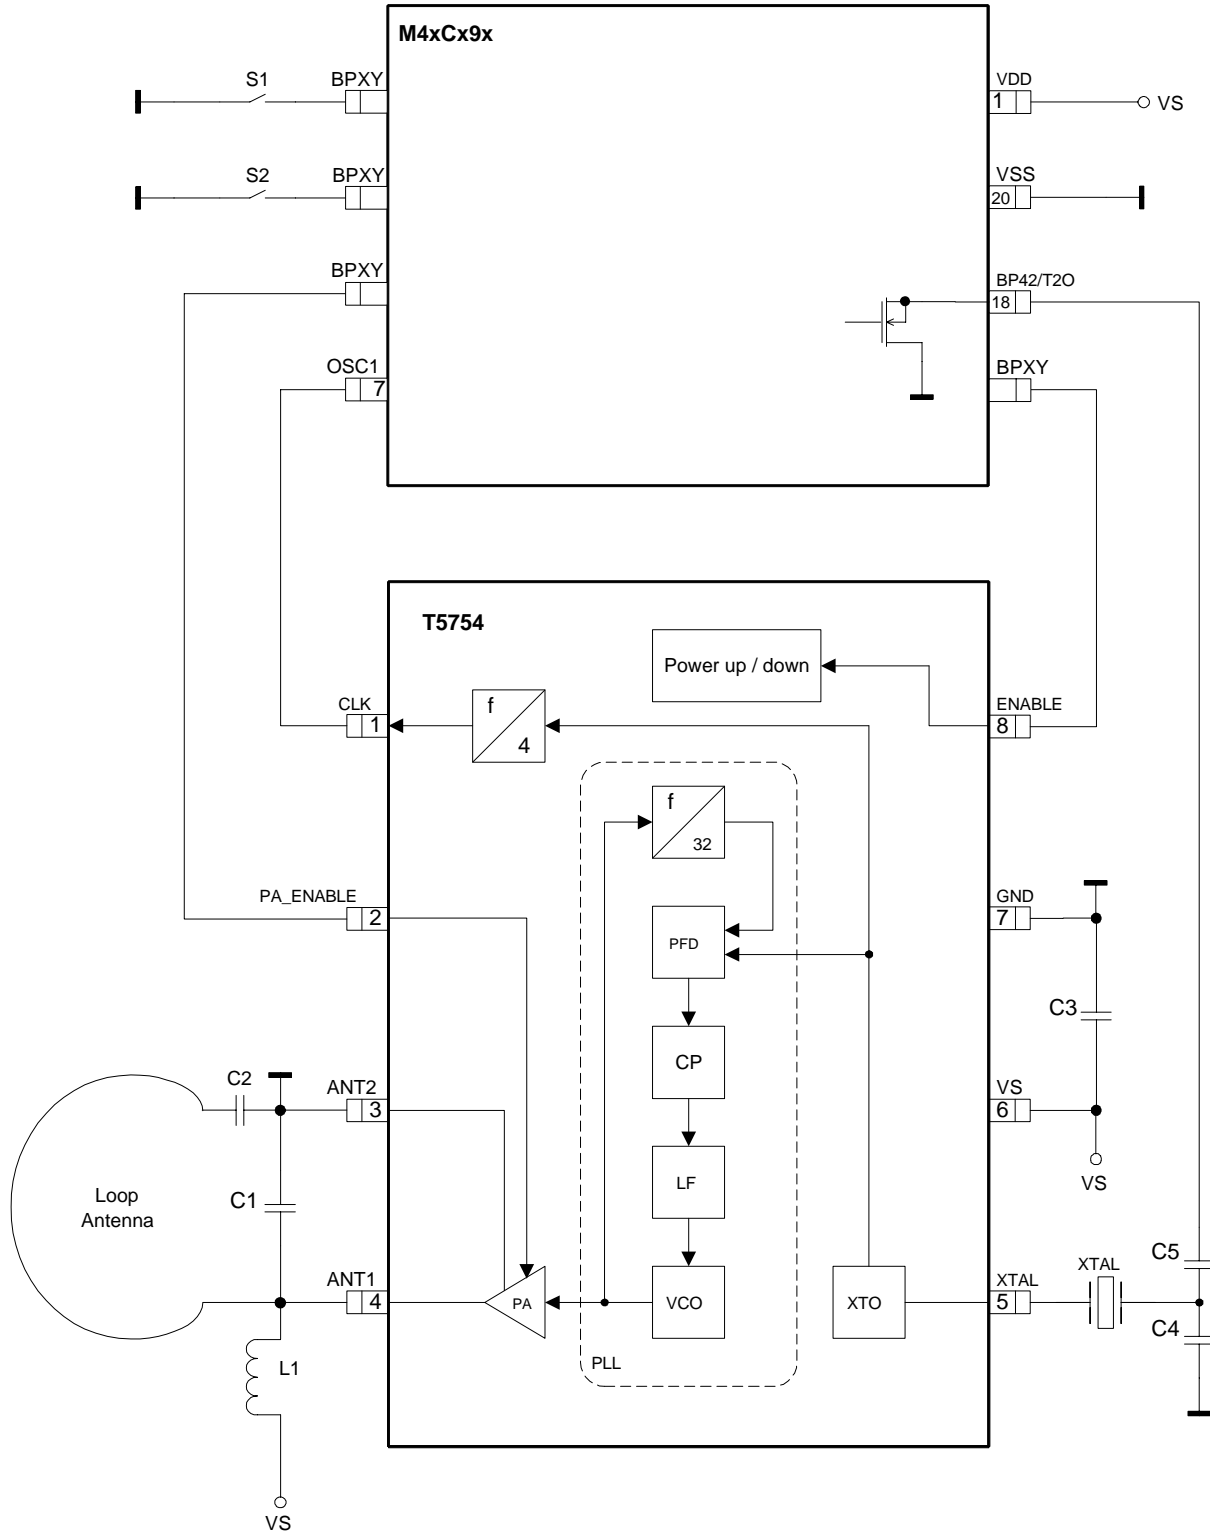 M4xCx9x
S1
BPXY
VDD
1
VS
S2
BPXY
VSS
20
BPXY
BP42/T2O
18
OSC1
7
BPXY
T5754
Power up / down
CLK
1
f
4
ENABLE
8
f
32
PA_ENABLE
2
PFD
GND
7
C3
CP
C2
ANT2
3
VS
6
VS
Loop
Antenna
C1
LF
C5
XTAL
ANT1
4
PA
VCO
XTO
XTAL
5
C4
L1
PLL
VS